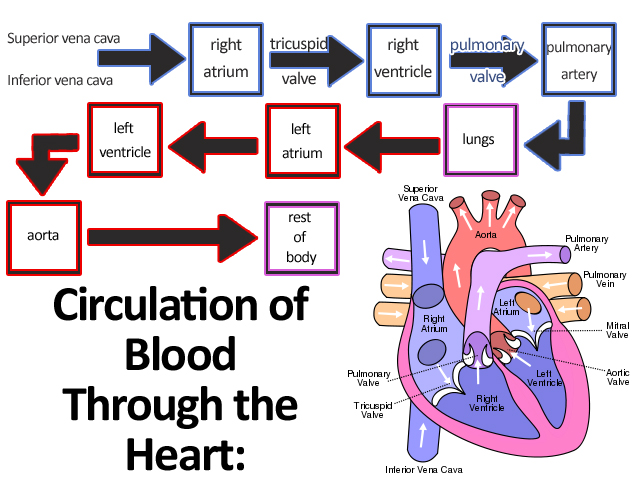 Superior vena cava
Inferior vena cava
right
atrium
tricuspid
valve
right
ventricle
pulmonary
valve
pulmonary
artery
left
ventricle
left
atrium
lungs
aorta
rest
of
body
Circulation of
Blood
Through the
Heart:
Superior
Vena Cava
Aorta
Pulmonary
Artery
Pulmonary
Vein
Left
Atrium
Right
Atrium
Mitral
Valve
Pulmonary
Valve
Aortic
Valve
Left
Ventricle
Tricuspid
Valve
Right
Ventricle
Inferior Vena Cava